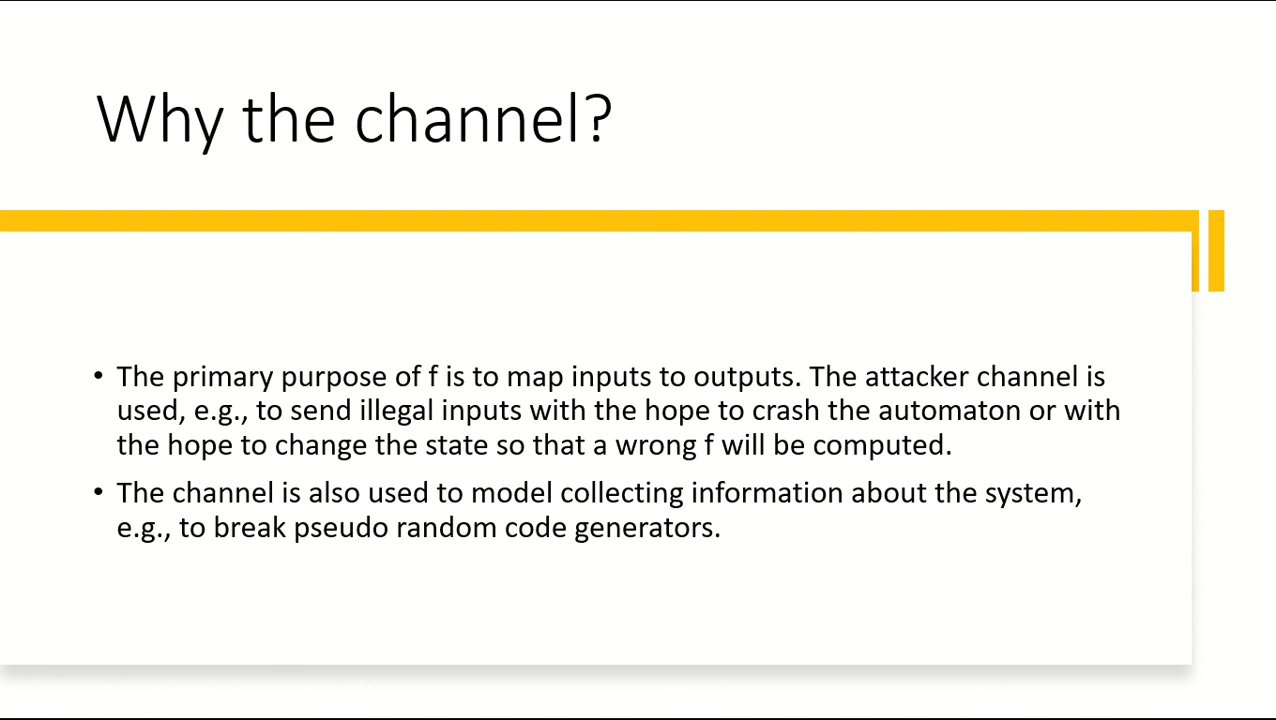 Why the channel?
• The primary purpose of f is to map inputs to outputs. The attacker channel is
used, e.g., to send illegal inputs with the hope to crash the automaton or with
the hope to change the state so that a wrong f will be computed.
• The channel is also used to model collecting information about the system,
e.g., to break pseudo random code generators.